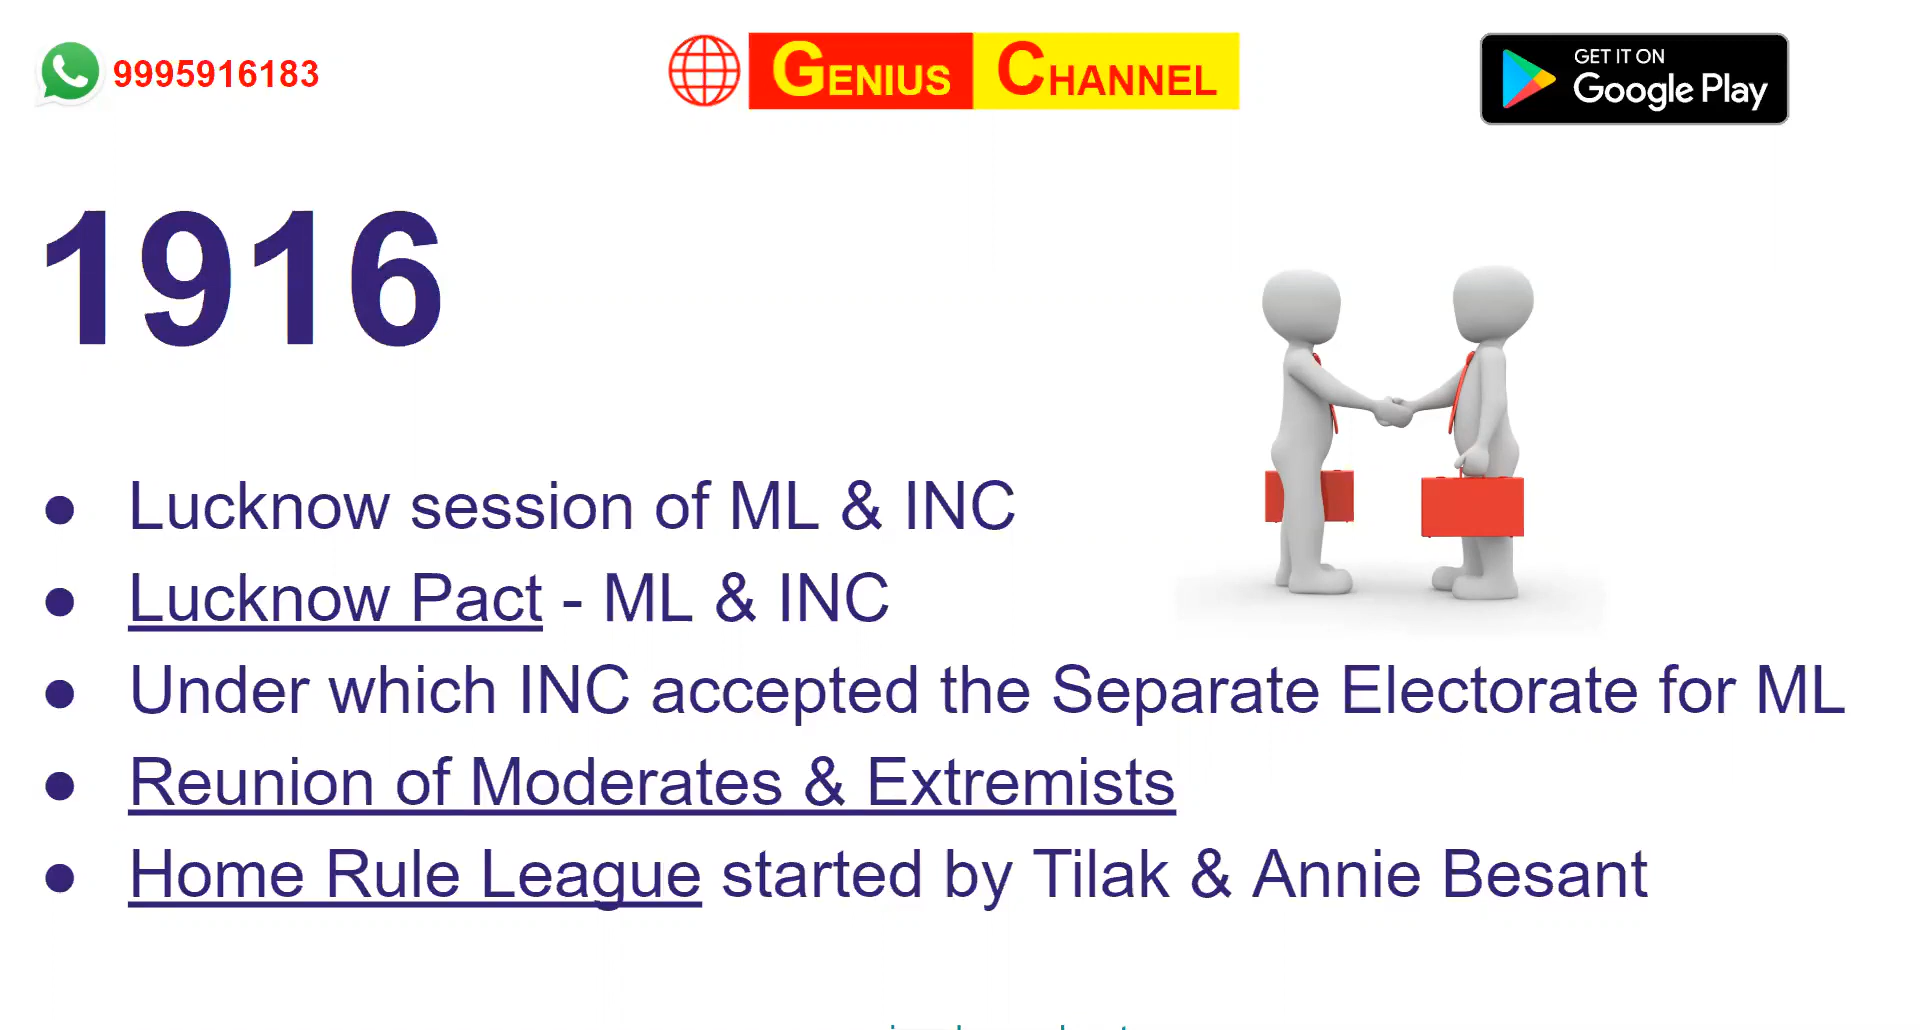 9995916183
GENIUS CHANNEL
GET IT ON
Google Play
1916
● Lucknow session of ML & INC
● Lucknow Pact - ML & INC
● Under which INC accepted the Separate Electorate for ML
● Reunion of Moderates & Extremists
● Home Rule League started by Tilak & Annie Besant